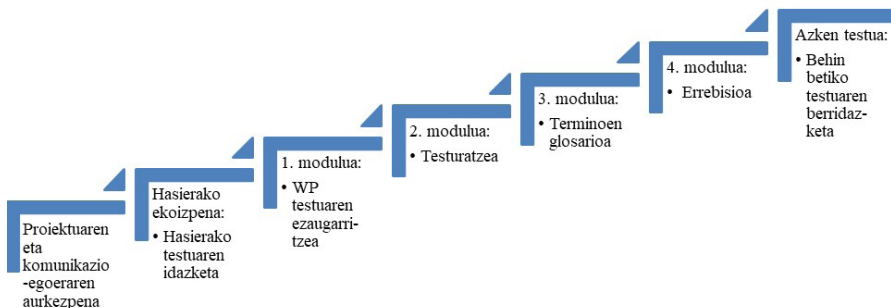 Proiektuaren
eta
komunikazio
-egoeraren
aurkezpena
Hasierako
ekoizpena:
• Hasierako
testuaren
idazketa
1. modulua:
• WP
testuaren
ezaugarri-
tzea
2. modulua:
• Testuratzea
3. modulua:
• Terminoen
glosarioa
4. modulua:
• Errebisioa
Azken testua:
• Behin
betiko
testuaren
berridaz-
keta